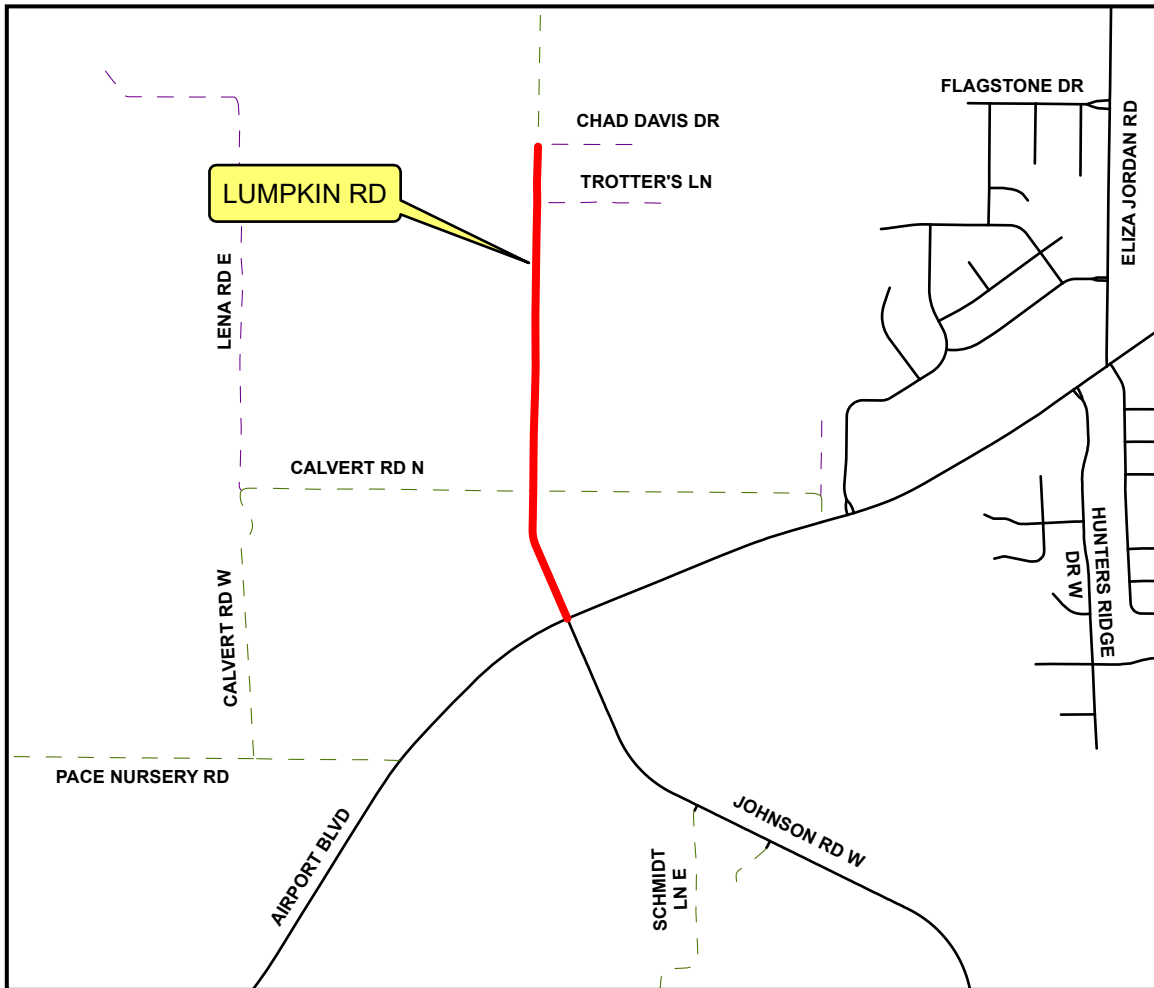 FLAGSTONE DR
CHAD DAVIS DR
TROTTER'S LN
LUMPKIN RD
ELIZA JORDAN RD
LENA RD E
CALVERT RD N
HUNTERS RIDGE
DR W
CALVERT RD W
PACE NURSERY RD
AIRPORT BLVD
JOHNSON RD W
SCHMIDT
LN E